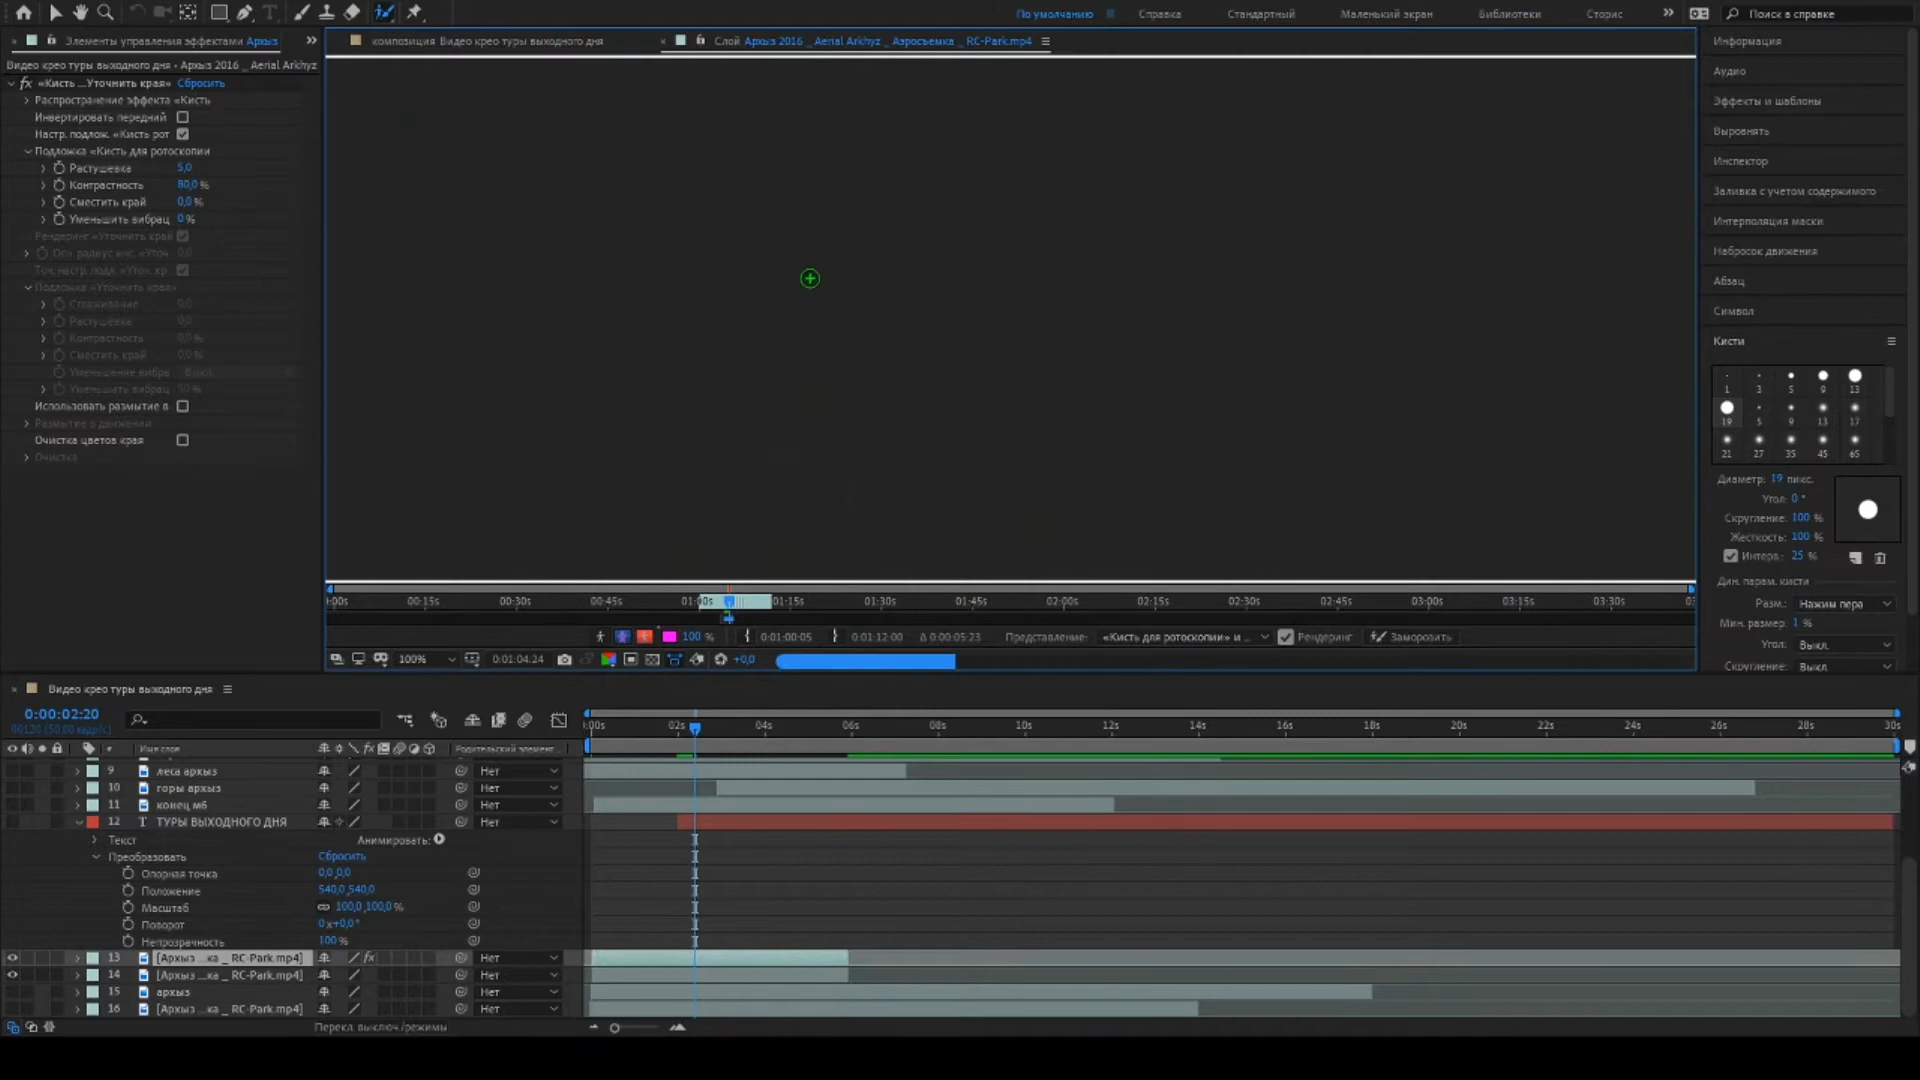 По умолчанию Справка Стандартный Маленький экран Библиотеки Сторис Поиск в справке
Элементы управления эффектами Архыз
композиция Видео крео туры выходного дня
Слой Архыз 2016 _ Aerial Arkhyz _ Аэросъемка _ RC-Park.mp4
Видео крео туры выходного дня • Архыз 2016 _ Aerial Arkhyz
fx «Кисть ...Уточнить края» Сбросить
Распространение эффекта «Кисть
Инвертировать передний
Настр. подлож. «Кисть рот
Подложка «Кисть для ротоскопии
Растушевка 5,0
Контрастность 80,0 %
Сместить край 0,0 %
Уменьшить вибрац 0 %
Рендеринг «Уточнить край
Осн. радиус нис. «Уточ 0,0
Точ. настр. подл. «Уточ. кр
Подложка «Уточнить края»
Сглаживание 0,0
Растушевка 0,0
Контрастность 0,0 %
Сместить край 0,0 %
Уменьшение вибра Выкл.
Уменьшить вибрац 50 %
Использовать размытие в
Размытие в движении
Очистка цветов края
Очистка
Информация
Аудио
Эффекты и шаблоны
Выровнять
Инспектор
Заливка с учетом содержимого
Интерполяция маски
Набросок движения
Абзац
Символ
Кисти
1 3 5 9 13
19 5 9 13 17
21 27 35 45 65
Диаметр: 19 пикс.
Угол: 0 °
Скругление: 100 %
Жесткость: 100 %
Интерв.: 25 %
Дин. парам. кисти
Разм.: Нажим пера
Мин. размер: 1 %
Угол: Выкл.
Скругление: Выкл.
:00s 00:15s 00:30s 00:45s 01:00s 01:15s 01:30s 01:45s 02:00s 02:15s 02:30s 02:45s 03:00s 03:15s 03:30s 03:
100 % 0:01:00:05 0:01:12:00 Δ 0:00:05:23 Представление: «Кисть для ротоскопии» и ... Рендеринг Заморозить
100% 0:01:04:24 +0,0
Видео крео туры выходного дня
0:00:02:20
00120 (50.00 кадр/с)
:00s 02s 04s 06s 08s 10s 12s 14s 16s 18s 20s 22s 24s 26s 28s 30s
# Имя слоя Родительский элемент...
9 леса архыз Нет
10 горы архыз Нет
11 конец мб Нет
12 T ТУРЫ ВЫХОДНОГО ДНЯ Нет
Текст Анимировать:
Преобразовать Сбросить
Опорная точка 0,0,0,0
Положение 540,0,540,0
Масштаб 100,0,100,0 %
Поворот 0 x+0,0 °
Непрозрачность 100 %
13 [Архыз ...ка _ RC-Park.mp4] fx Нет
14 [Архыз ...ка _ RC-Park.mp4] Нет
15 архыз Нет
16 [Архыз ...ка _ RC-Park.mp4] Нет
Перекл. выключ./режимы